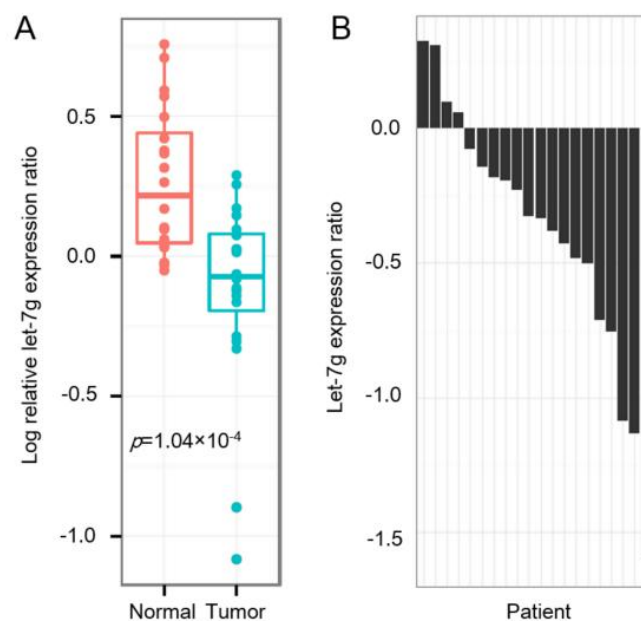 A
Log relative let-7g expression ratio
0.5
0.0
-0.5
-1.0
p=1.04×10-4
Normal Tumor
B
Let-7g expression ratio
0.0
-0.5
-1.0
-1.5
Patient